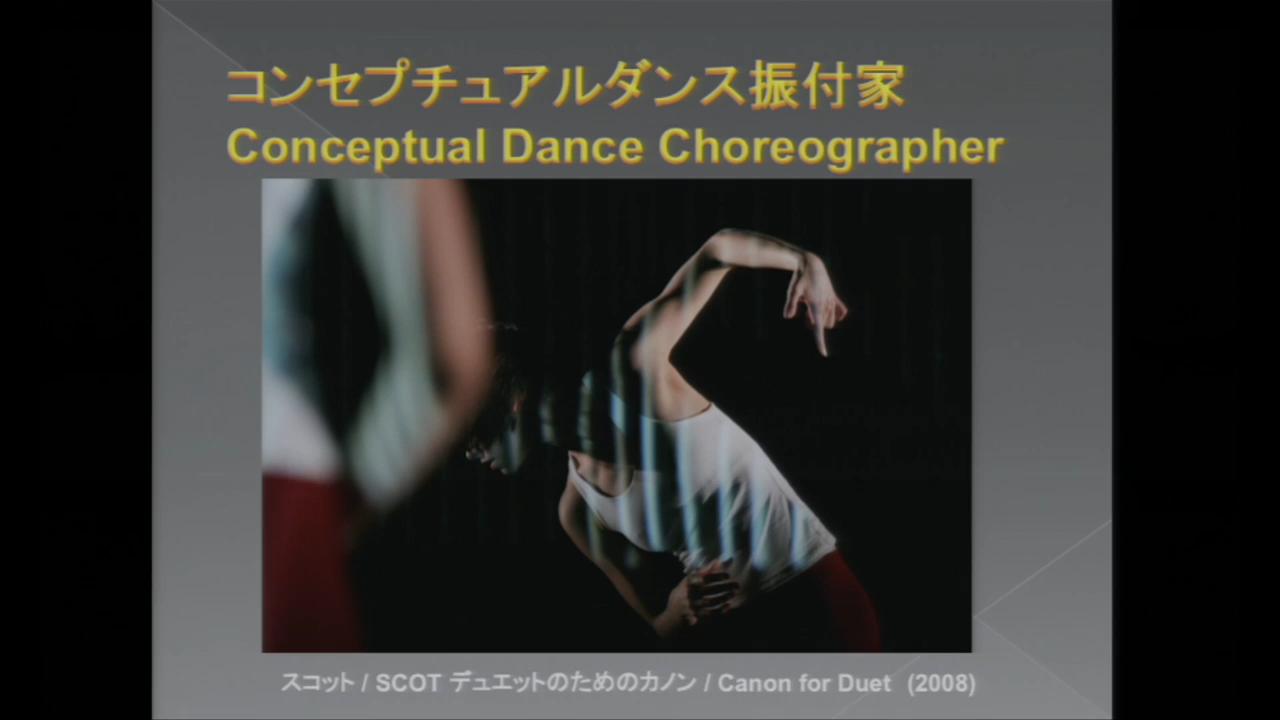 コンセプチュアルダンス振付家
Conceptual Dance Choreographer
スコット / SCOT デュエットのためのカノン / Canon for Duet (2008)